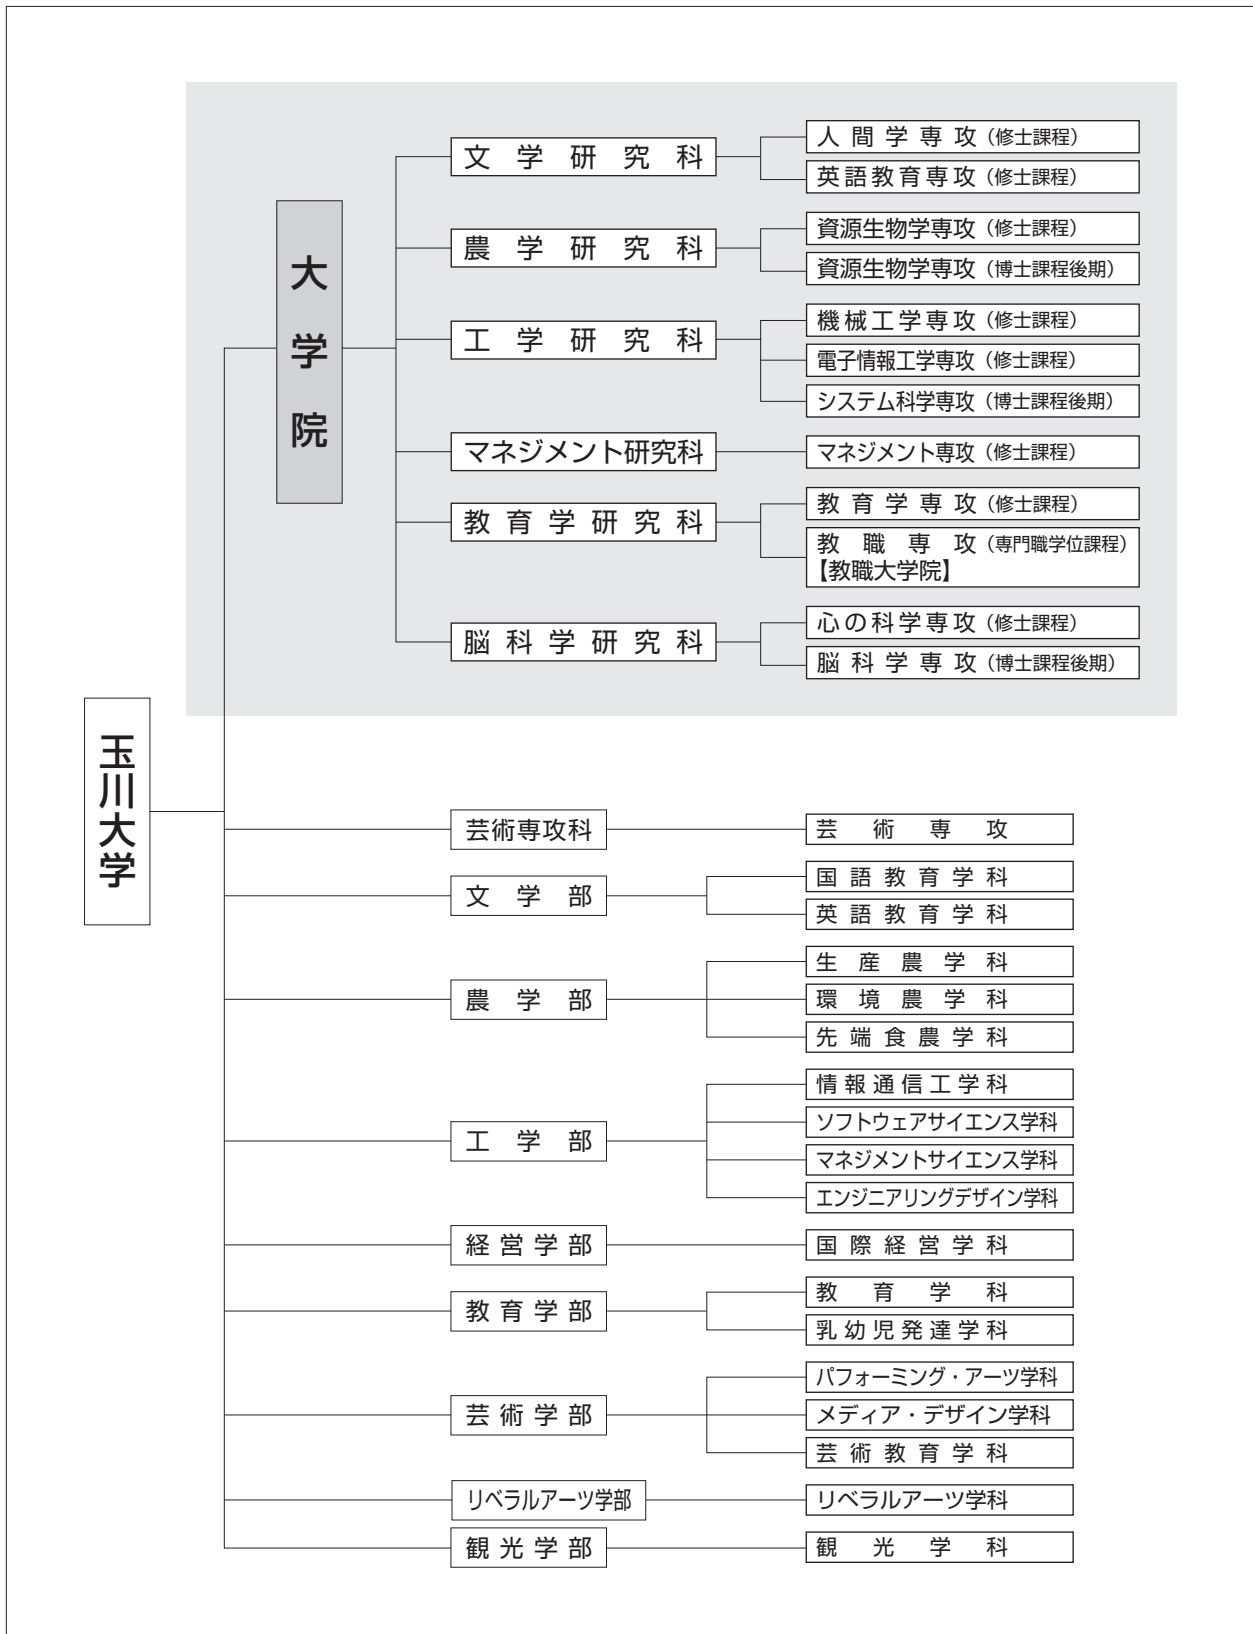 玉川大学
大学院
文学研究科
人間学専攻（修士課程）
英語教育専攻（修士課程）
農学研究科
資源生物学専攻（修士課程）
資源生物学専攻（博士課程後期）
工学研究科
機械工学専攻（修士課程）
電子情報工学専攻（修士課程）
システム科学専攻（博士課程後期）
マネジメント研究科
マネジメント専攻（修士課程）
教育学研究科
教育学専攻（修士課程）
教職専攻（専門職学位課程）
【教職大学院】
脳科学研究科
心の科学専攻（修士課程）
脳科学専攻（博士課程後期）
芸術専攻科
芸術専攻
文学部
国語教育学科
英語教育学科
農学部
生産農学科
環境農学科
先端食農学科
工学部
情報通信工学科
ソフトウェアサイエンス学科
マネジメントサイエンス学科
エンジニアリングデザイン学科
経営学部
国際経営学科
教育学部
教育学科
乳幼児発達学科
芸術学部
パフォーミング・アーツ学科
メディア・デザイン学科
芸術教育学科
リベラルアーツ学部
リベラルアーツ学科
観光学部
観光学科